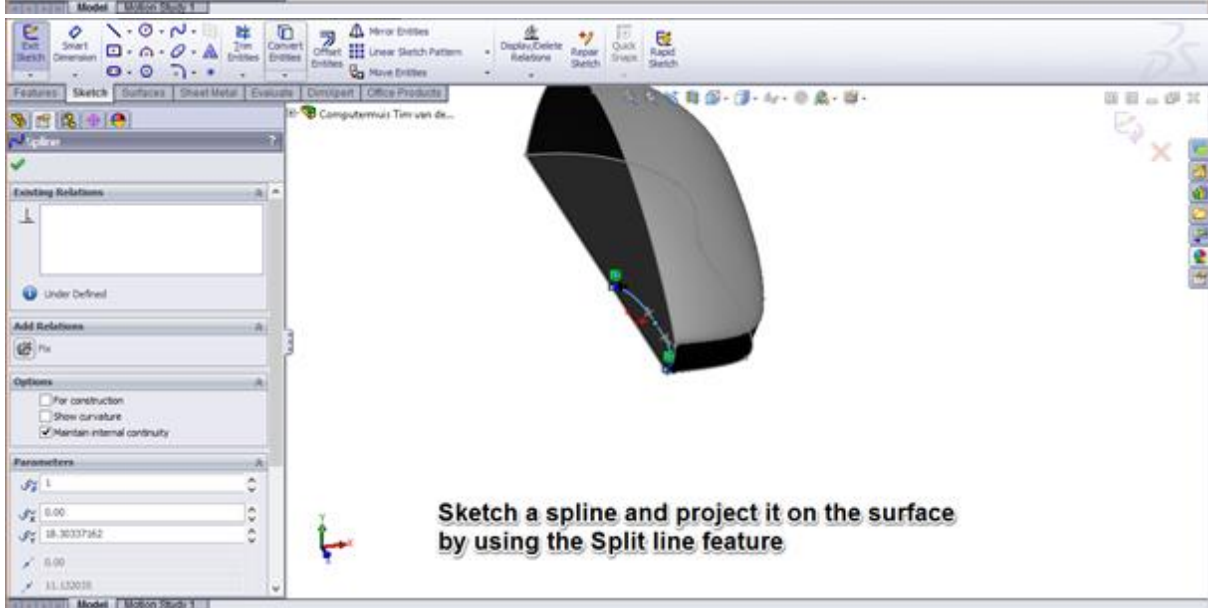 Model Motion Study 1
Exit Sketch
Smart Dimension
Trim Entities
Convert Entities
Offset Entities
Mirror Entities
Linear Sketch Pattern
Move Entities
Display/Delete Relations
Repair Sketch
Quick Snaps
Rapid Sketch
Features Sketch Surfaces Sheet Metal Evaluate DimXpert Office Products
Computermuis Tim van de...
Spline ?
Existing Relations
Under Defined
Add Relations
Fix
Options
For construction
Show curvature
Maintain internal continuity
Parameters
1
0.00
18.30337162
0.00
Sketch a spline and project it on the surface
by using the Split line feature
Model Motion Study 1